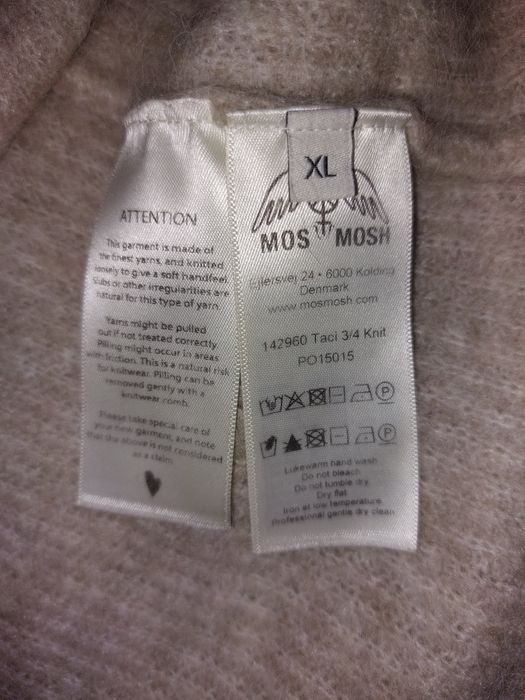 ATTENTION
This garment is made of
the finest yarns, and knitted
loosely to give a soft handfeel.
Slubs or other irregularities are
natural for this type of yarn.
Yarns might be pulled
out if not treated correctly.
Pilling might occur in areas
with friction. This is a natural risk
for knitwear. Pilling can be
removed gently with a
knitwear comb.
Please take special care of
your new garment, and note
that the above is not considered
as a claim.
XL
MOS MOSH
Ejlersvej 24 • 6000 Kolding
Denmark
www.mosmosh.com
142960 Taci 3/4 Knit
PO15015
P
P
Lukewarm hand wash
Do not bleach
Do not tumble dry
Dry flat
Iron at low temperature
Professional gentle dry clean